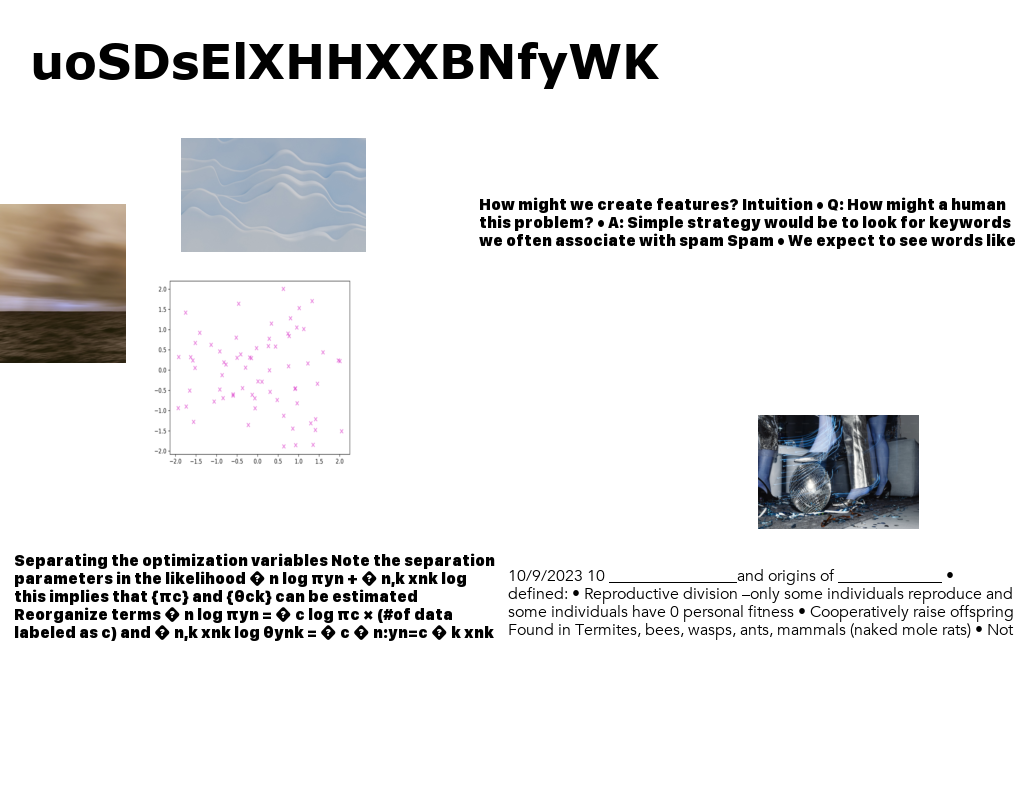 uoSDsElXHHXXBNfyWK
How might we create features? Intuition • Q: How might a human
this problem? • A: Simple strategy would be to look for keywords
we often associate with spam Spam • We expect to see words like
2.0
1.5
1.0
0.5
0.0
−0.5
−1.0
−1.5
−2.0
−2.0 −1.5 −1.0 −0.5 0.0 0.5 1.0 1.5 2.0
Separating the optimization variables Note the separation
parameters in the likelihood � n log πyn + � n,k xnk log
this implies that {πc} and {θck} can be estimated
Reorganize terms � n log πyn = � c log πc × (#of data
labeled as c) and � n,k xnk log θynk = � c � n:yn=c � k xnk
10/9/2023 10 ________________and origins of _____________ •
defined: • Reproductive division –only some individuals reproduce and
some individuals have 0 personal fitness • Cooperatively raise offspring
Found in Termites, bees, wasps, ants, mammals (naked mole rats) • Not